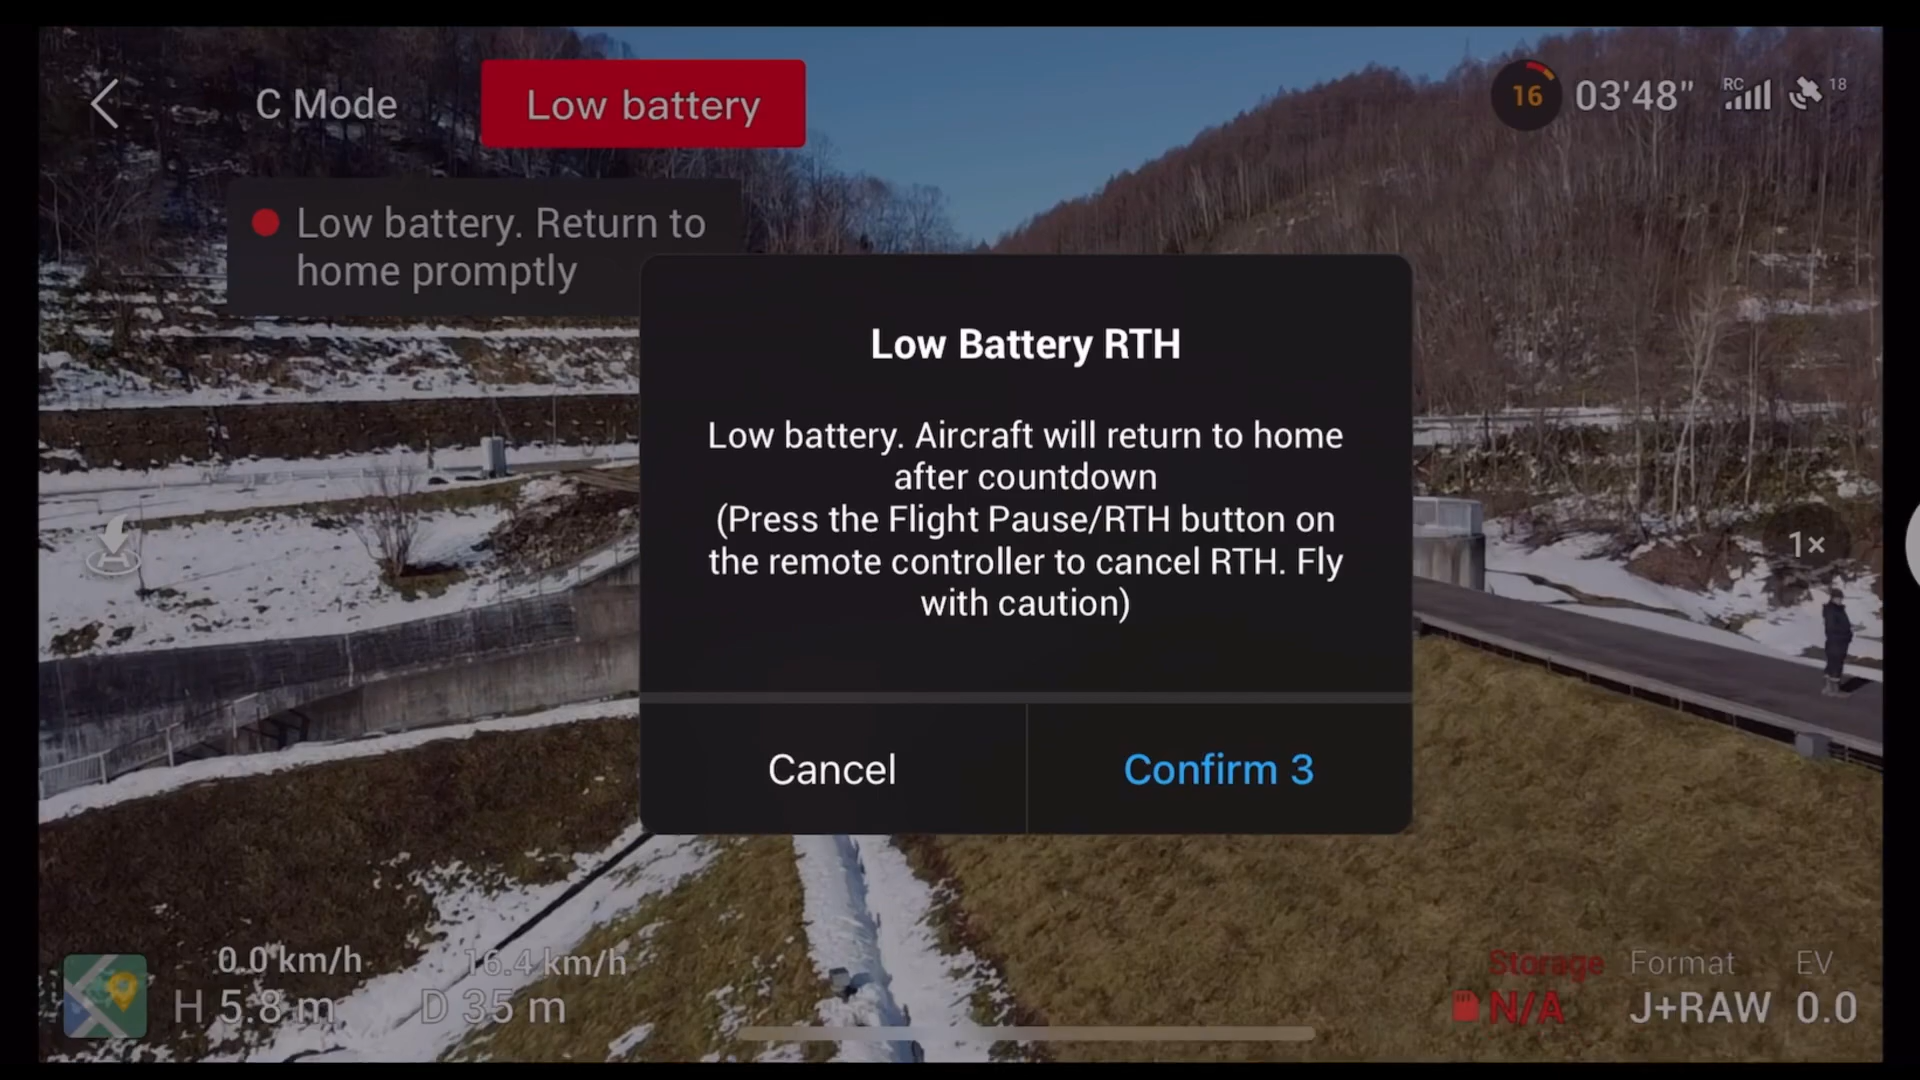 C Mode
Low battery
16
03'48"
RC
18
Low battery. Return to
home promptly
Low Battery RTH
Low battery. Aircraft will return to home
after countdown
(Press the Flight Pause/RTH button on
the remote controller to cancel RTH. Fly
with caution)
1×
Cancel
Confirm 3
0.0 km/h
16.4 km/h
H 5.8 m
D 35 m
Storage
Format
EV
N/A
J+RAW
0.0